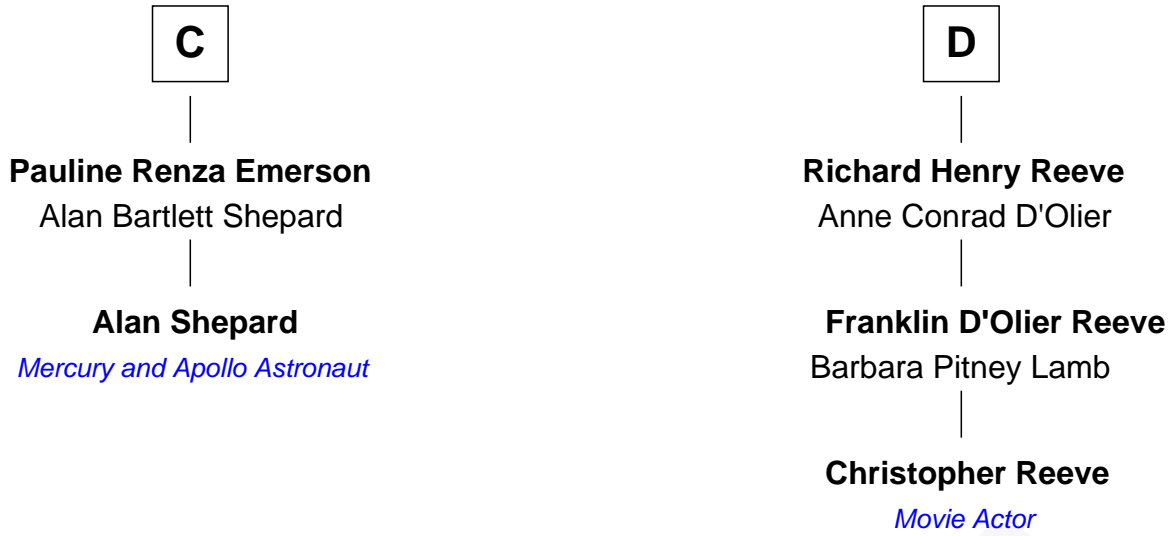 C
Pauline Renza Emerson
Alan Bartlett Shepard
Alan Shepard
Mercury and Apollo Astronaut
D
Richard Henry Reeve
Anne Conrad D'Olier
Franklin D'Olier Reeve
Barbara Pitney Lamb
Christopher Reeve
Movie Actor